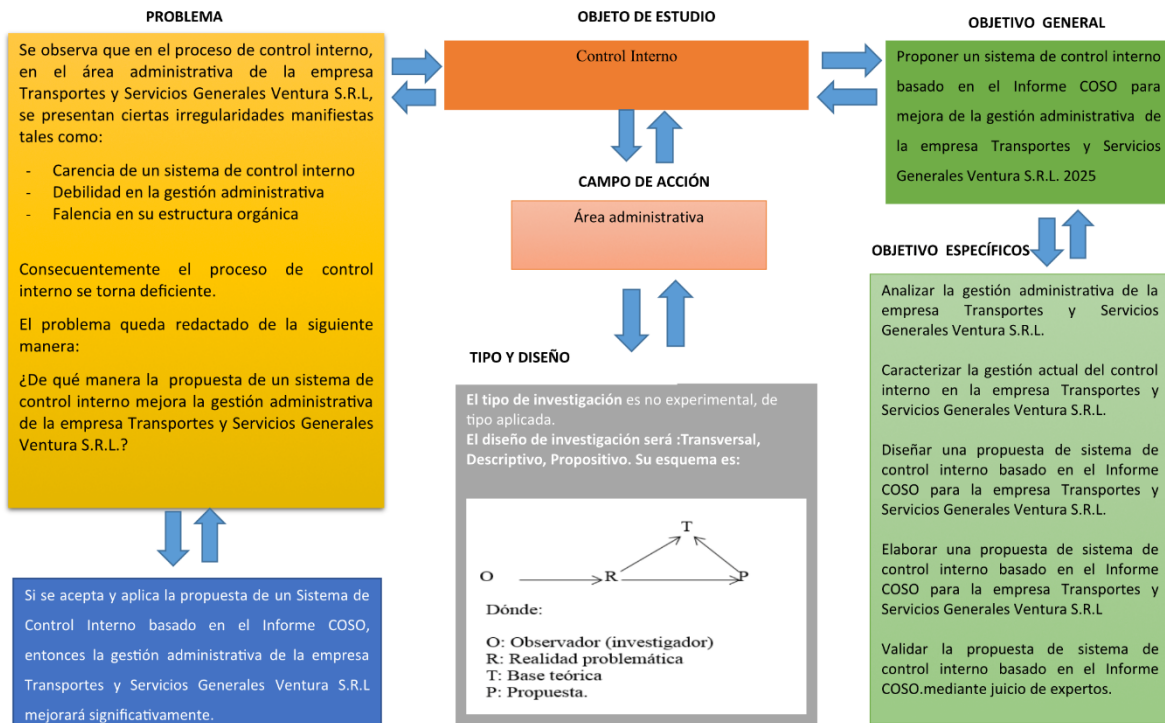 PROBLEMA
Se observa que en el proceso de control interno,
en el área administrativa de la empresa
Transportes y Servicios Generales Ventura S.R.L,
se presentan ciertas irregularidades manifiestas
tales como:
- Carencia de un sistema de control interno
- Debilidad en la gestión administrativa
- Falencia en su estructura orgánica
Consecuentemente el proceso de control
interno se torna deficiente.
El problema queda redactado de la siguiente
manera:
¿De qué manera la propuesta de un sistema de
control interno mejora la gestión administrativa
de la empresa Transportes y Servicios Generales
Ventura S.R.L.?
Si se acepta y aplica la propuesta de un Sistema de
Control Interno basado en el Informe COSO,
entonces la gestión administrativa de la empresa
Transportes y Servicios Generales Ventura S.R.L
mejorará significativamente.
OBJETO DE ESTUDIO
Control Interno
CAMPO DE ACCIÓN
Área administrativa
TIPO Y DISEÑO
El tipo de investigación es no experimental, de
tipo aplicada.
El diseño de investigación será :Transversal,
Descriptivo, Propositivo. Su esquema es:
T
O R P
Dónde:
O: Observador (investigador)
R: Realidad problemática
T: Base teórica
P: Propuesta.
OBJETIVO GENERAL
Proponer un sistema de control interno
basado en el Informe COSO para
mejora de la gestión administrativa de
la empresa Transportes y Servicios
Generales Ventura S.R.L. 2025
OBJETIVO ESPECÍFICOS
Analizar la gestión administrativa de la
empresa Transportes y Servicios
Generales Ventura S.R.L.
Caracterizar la gestión actual del control
interno en la empresa Transportes y
Servicios Generales Ventura S.R.L.
Diseñar una propuesta de sistema de
control interno basado en el Informe
COSO para la empresa Transportes y
Servicios Generales Ventura S.R.L.
Elaborar una propuesta de sistema de
control interno basado en el Informe
COSO para la empresa Transportes y
Servicios Generales Ventura S.R.L
Validar la propuesta de sistema de
control interno basado en el Informe
COSO.mediante juicio de expertos.